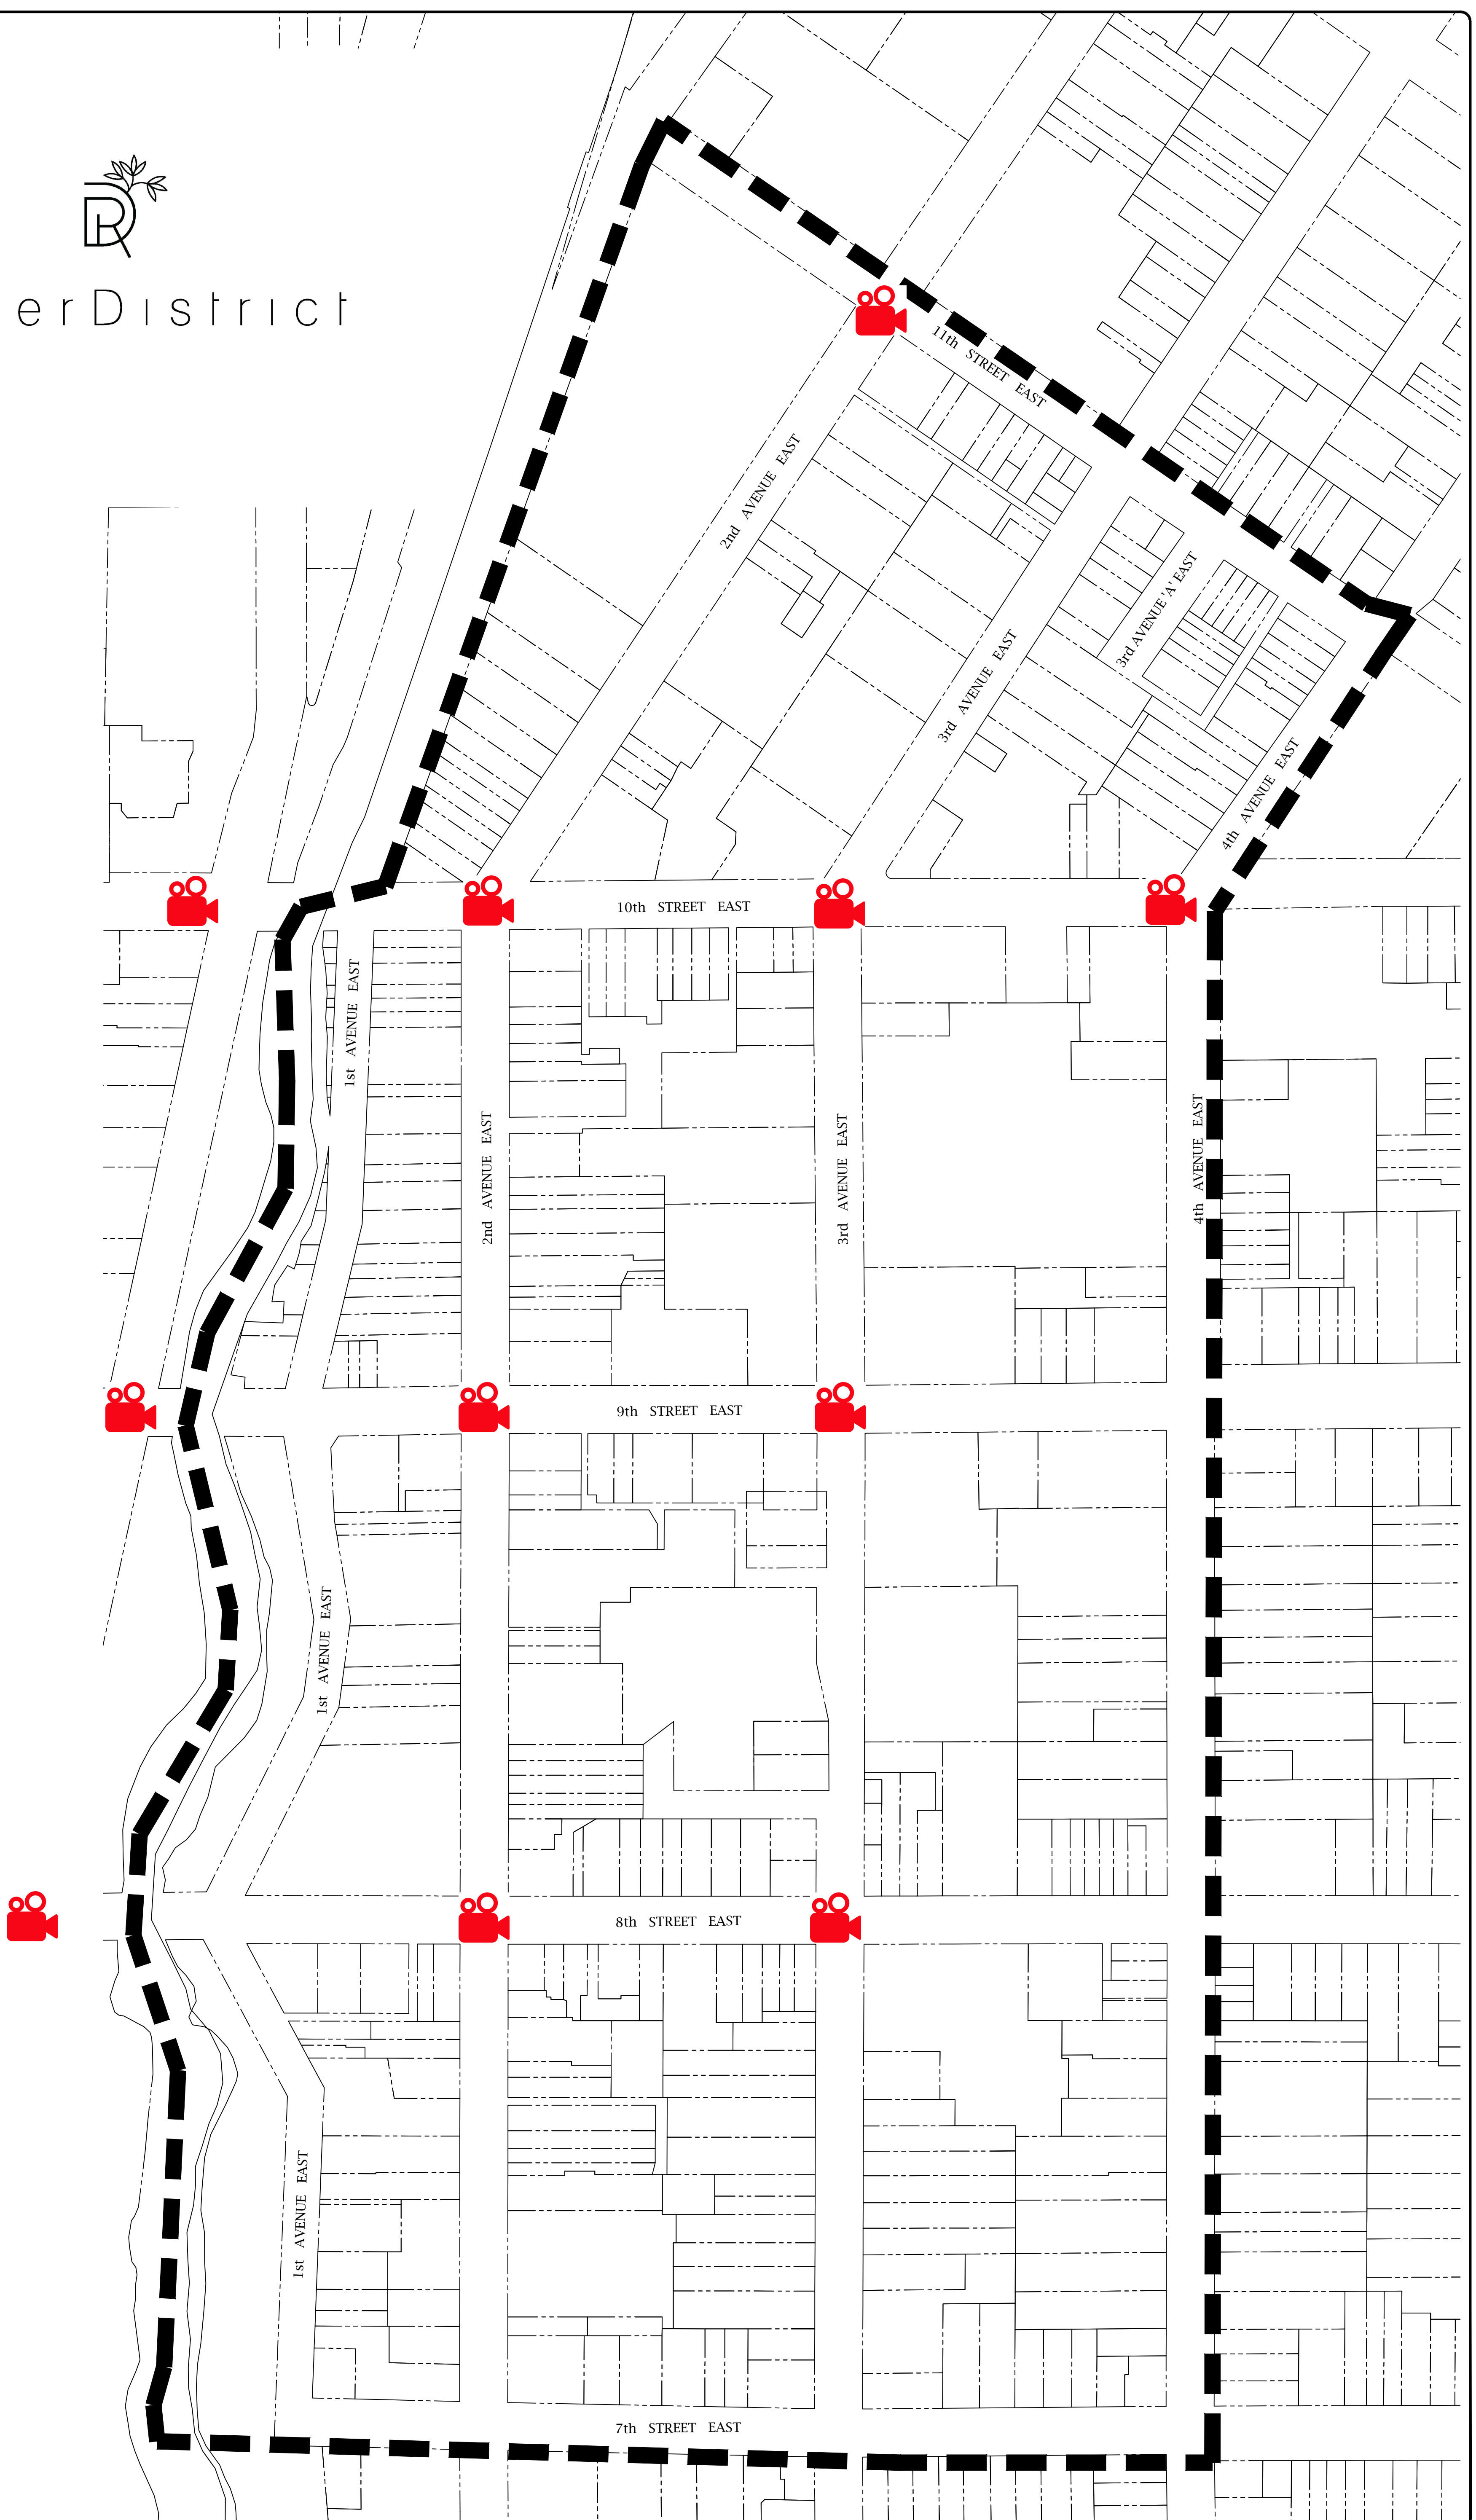 R
erDistrict
11th STREET EAST
2nd AVENUE EAST
3rd AVENUE EAST
3rd AVENUE 'A' EAST
4th AVENUE EAST
10th STREET EAST
1st AVENUE EAST
2nd AVENUE EAST
3rd AVENUE EAST
4th AVENUE EAST
9th STREET EAST
1st AVENUE EAST
8th STREET EAST
1st AVENUE EAST
7th STREET EAST